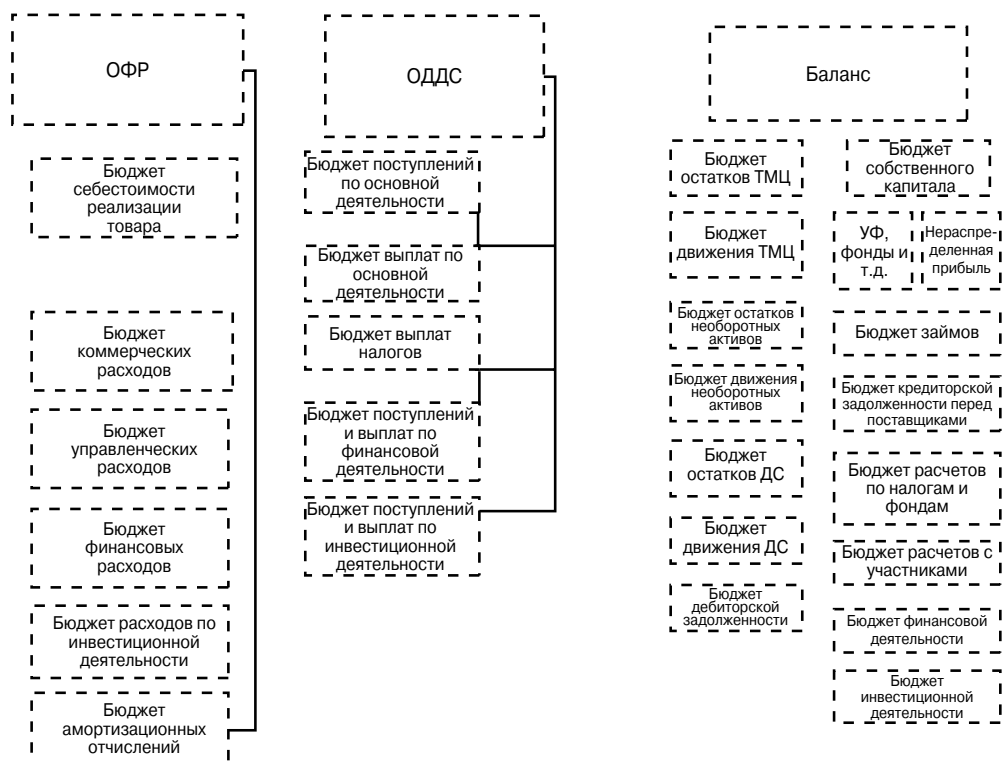 ОФР
Бюджет
себестоимости
реализации
товара
Бюджет
коммерческих
расходов
Бюджет
управленческих
расходов
Бюджет
финансовых
расходов
Бюджет расходов по
инвестиционной
деятельности
Бюджет
амортизационных
отчислений
ОДДС
Бюджет поступлений
по основной
деятельности
Бюджет выплат по
основной
деятельности
Бюджет выплат
налогов
Бюджет поступлений
и выплат по
финансовой
деятельности
Бюджет поступлений
и выплат по
инвестиционной
деятельности
Баланс
Бюджет
остатков ТМЦ
Бюджет
движения ТМЦ
Бюджет остатков
необоротных
активов
Бюджет движения
необоротных
активов
Бюджет
остатков ДС
Бюджет
движения ДС
Бюджет
дебиторской
задолженности
Бюджет
собственного
капитала
УФ,
фонды и
т.д.
Нераспре-
деленная
прибыль
Бюджет займов
Бюджет кредиторской
задолженности перед
поставщиками
Бюджет расчетов
по налогам и
фондам
Бюджет расчетов с
участниками
Бюджет финансовой
деятельности
Бюджет
инвестиционной
деятельности